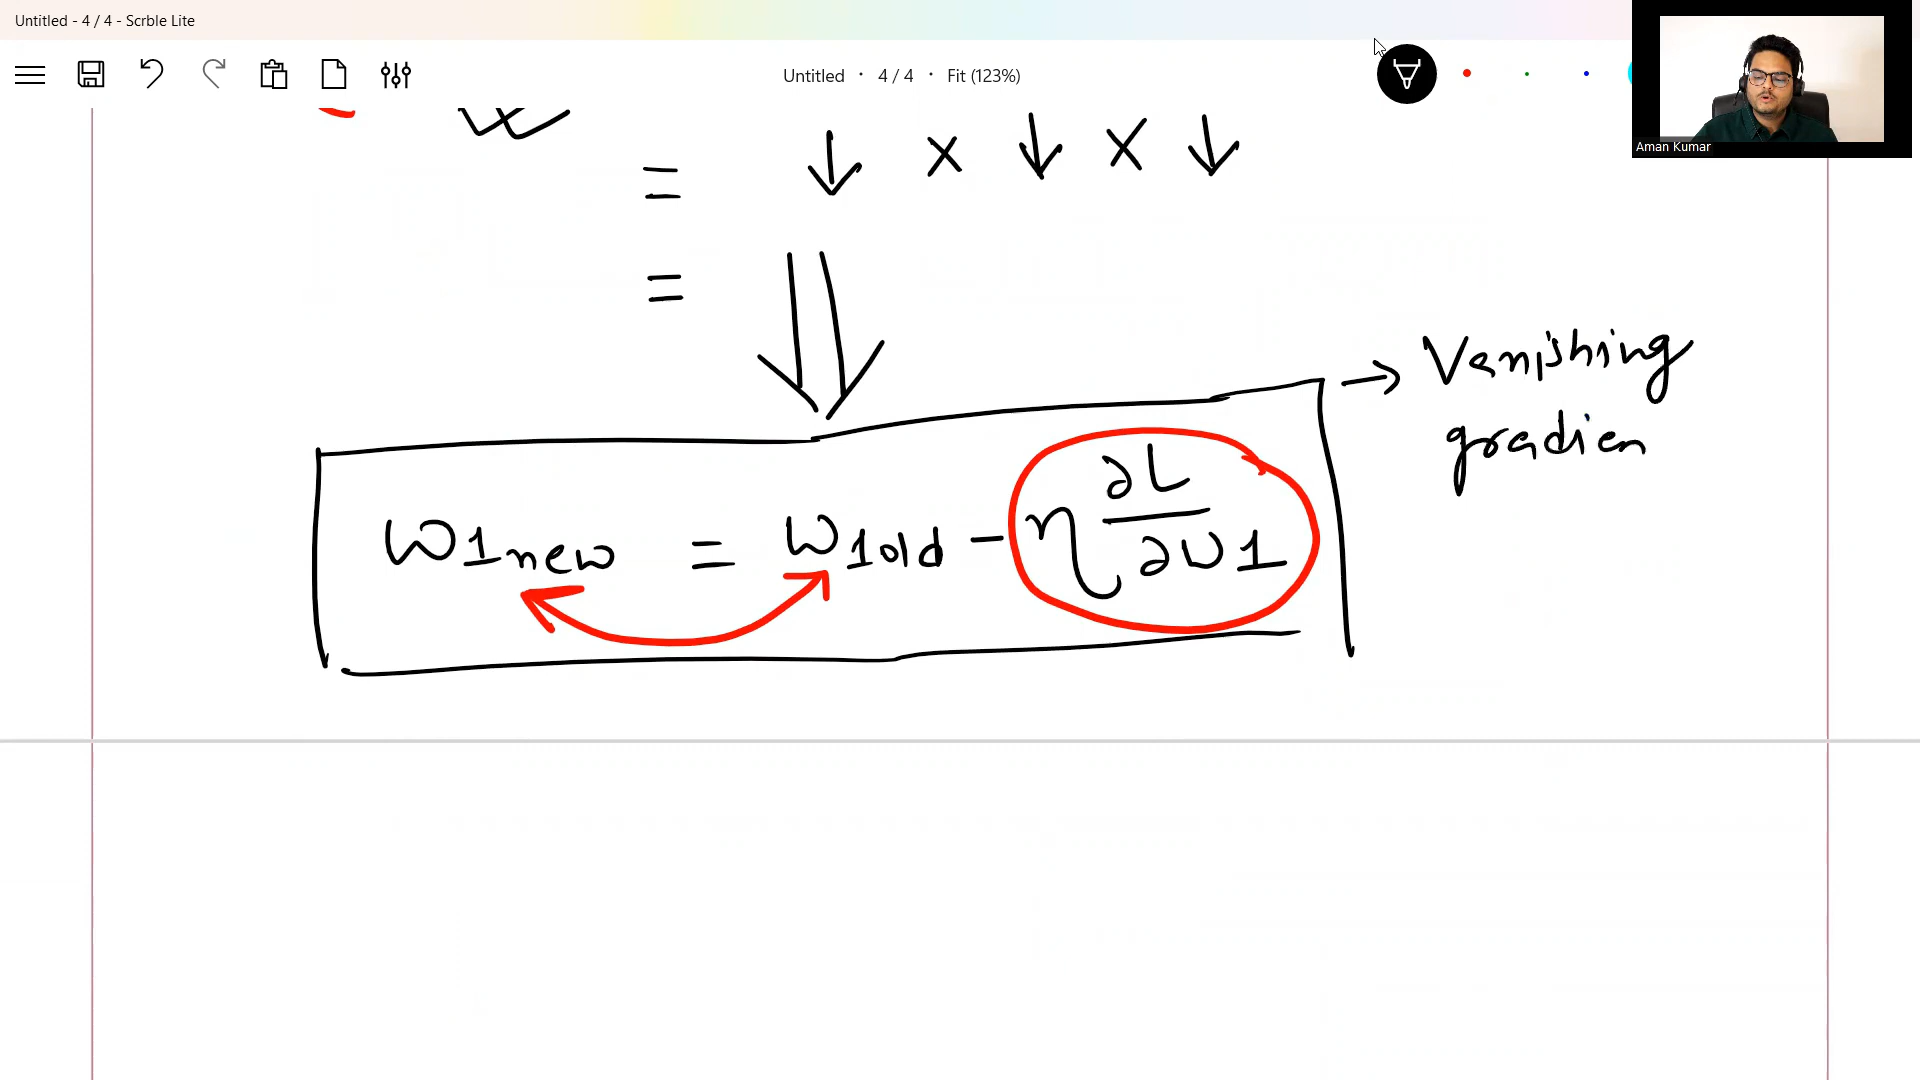 Untitled - 4 / 4 - Scrble Lite
Untitled • 4 / 4 • Fit (123%)
Aman Kumar
= ↓ × ↓ × ↓
=
→ Vanishing
gradien
W1new = W1old - η ∂L/∂W1